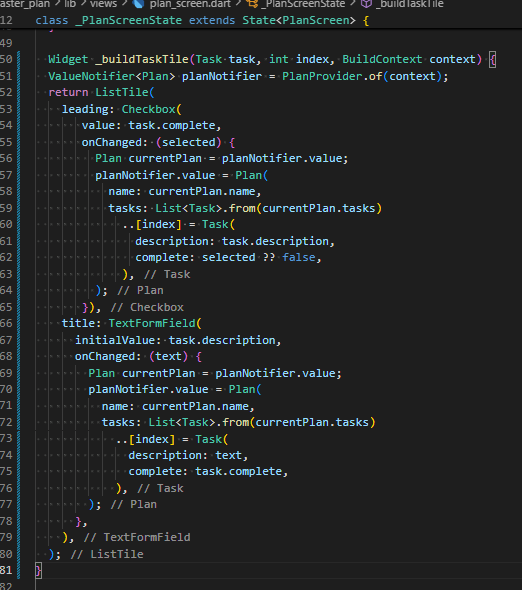 aster_plan > lib > views > plan_screen.dart > _PlanScreenState > _buildTaskTile
12 class _PlanScreenState extends State<PlanScreen> {
49
50 Widget _buildTaskTile(Task task, int index, BuildContext context) {
51 ValueNotifier<Plan> planNotifier = PlanProvider.of(context);
52 return ListTile(
53 leading: Checkbox(
54 value: task.complete,
55 onChanged: (selected) {
56 Plan currentPlan = planNotifier.value;
57 planNotifier.value = Plan(
58 name: currentPlan.name,
59 tasks: List<Task>.from(currentPlan.tasks)
60 ..[index] = Task(
61 description: task.description,
62 complete: selected ?? false,
63 ), // Task
64 ); // Plan
65 }), // Checkbox
66 title: TextFormField(
67 initialValue: task.description,
68 onChanged: (text) {
69 Plan currentPlan = planNotifier.value;
70 planNotifier.value = Plan(
71 name: currentPlan.name,
72 tasks: List<Task>.from(currentPlan.tasks)
73 ..[index] = Task(
74 description: text,
75 complete: task.complete,
76 ), // Task
77 ); // Plan
78 },
79 ), // TextFormField
80 ); // ListTile
81 }
82